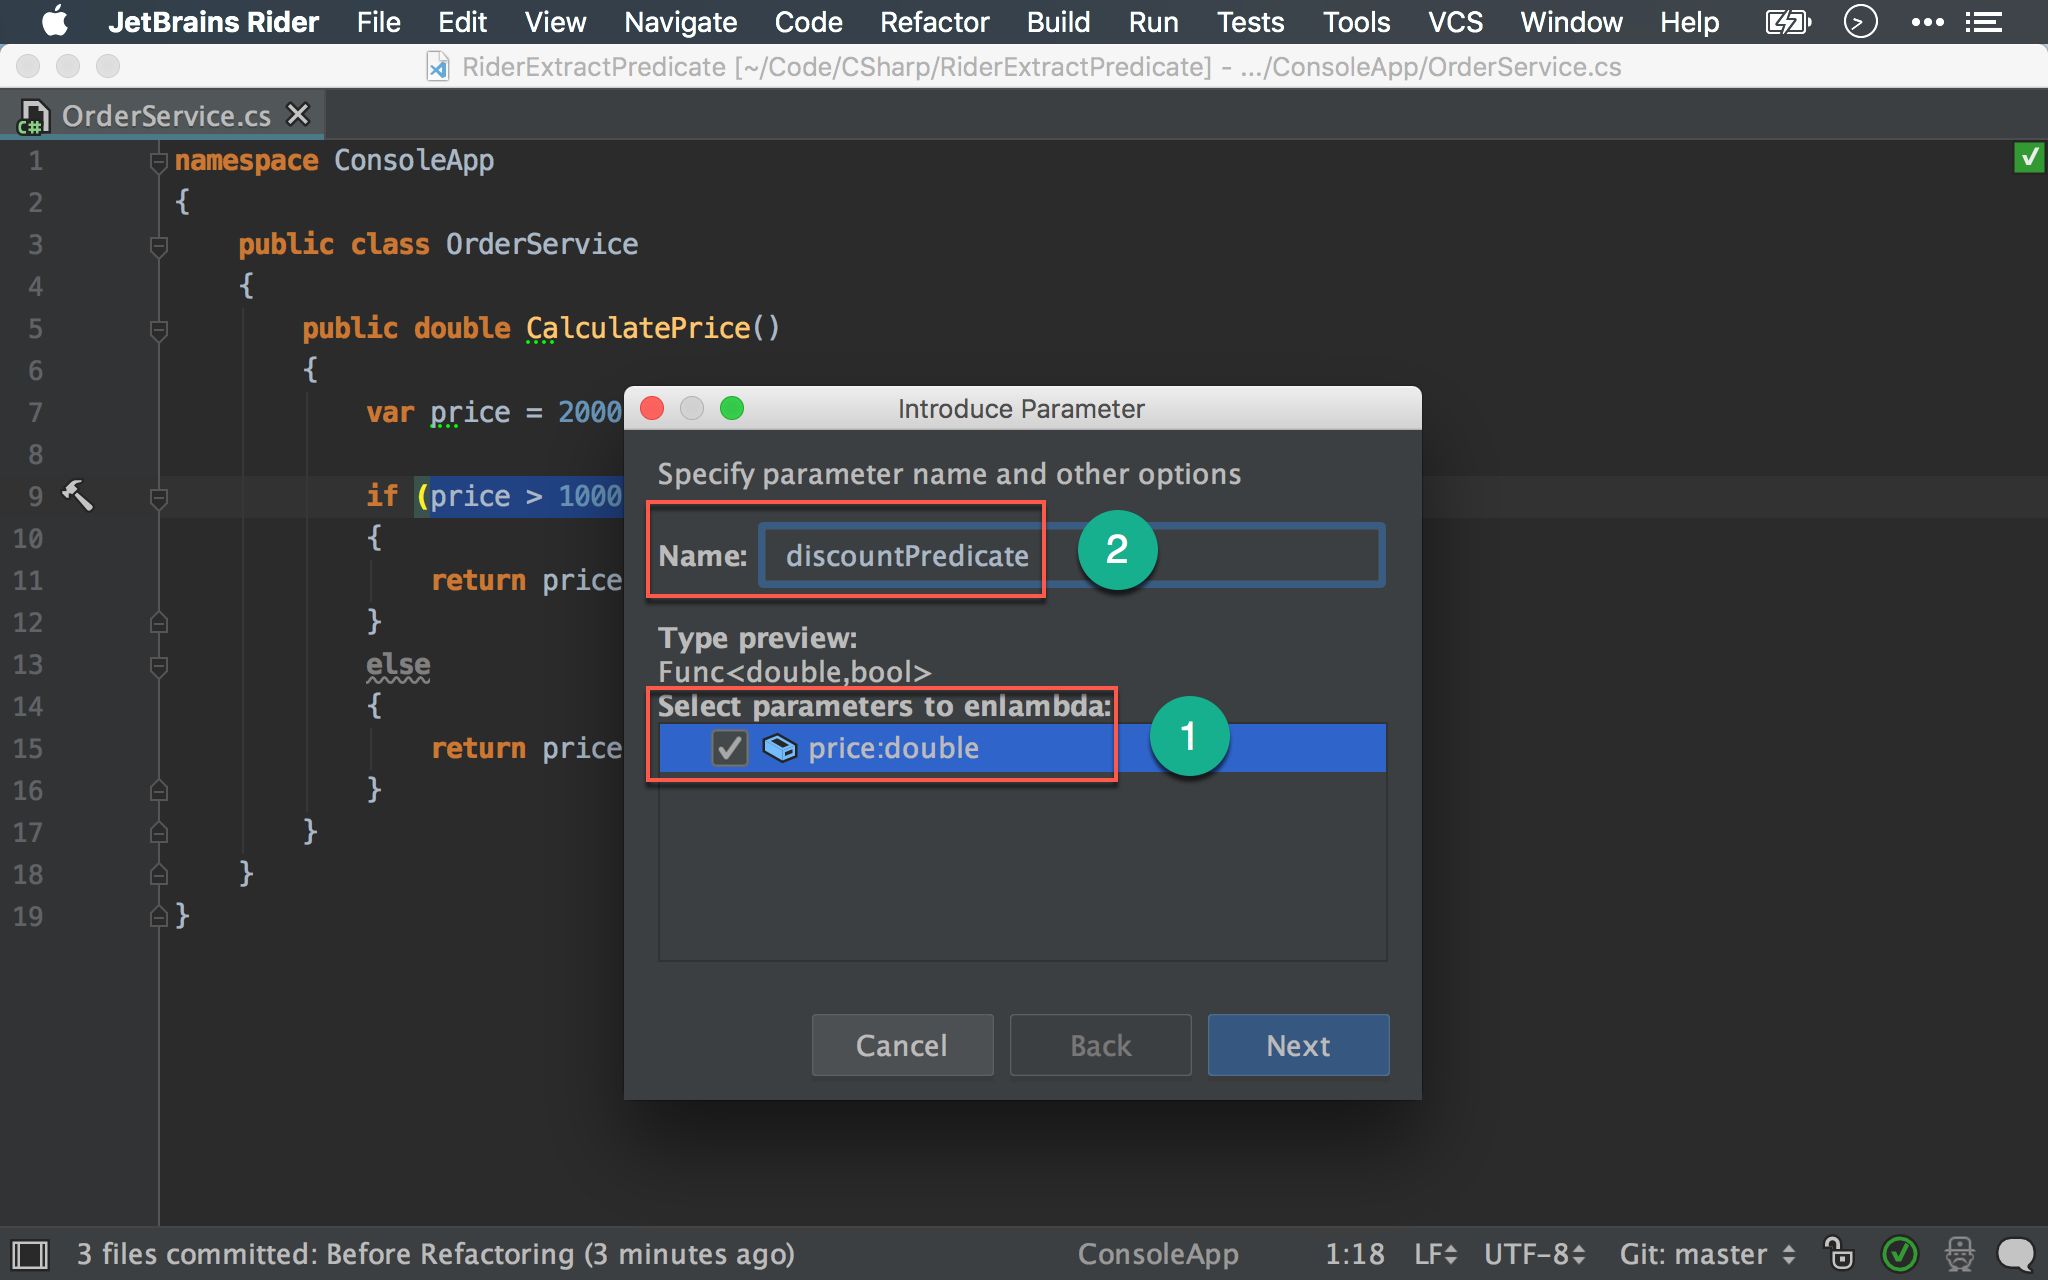 JetBrains Rider File Edit View Navigate Code Refactor Build Run Tests Tools VCS Window Help
RiderExtractPredicate [~/Code/CSharp/RiderExtractPredicate] - .../ConsoleApp/OrderService.cs
C# OrderService.cs
1 namespace ConsoleApp
2 {
3 public class OrderService
4 {
5 public double CalculatePrice()
6 {
7 var price = 2000
8
9 if (price > 1000
10 {
11 return price
12 }
13 else
14 {
15 return price
16 }
17 }
18 }
19 }
Introduce Parameter
Specify parameter name and other options
Name: discountPredicate 2
Type preview:
Func<double,bool>
Select parameters to enlambda:
price:double 1
Cancel Back Next
3 files committed: Before Refactoring (3 minutes ago) ConsoleApp 1:18 LF UTF-8 Git: master